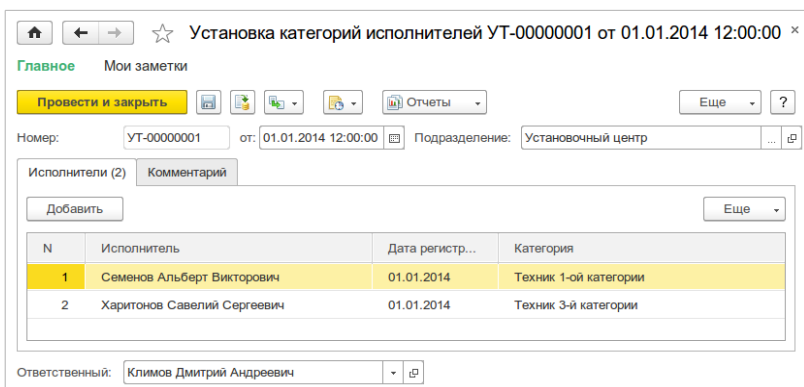 Установка категорий исполнителей УТ-00000001 от 01.01.2014 12:00:00 ×
Главное Мои заметки
Провести и закрыть Отчеты Еще ?
Номер: УТ-00000001 от: 01.01.2014 12:00:00 Подразделение: Установочный центр ...
Исполнители (2) Комментарий
Добавить Еще
N Исполнитель Дата регистр... Категория
1 Семенов Альберт Викторович 01.01.2014 Техник 1-ой категории
2 Харитонов Савелий Сергеевич 01.01.2014 Техник 3-й категории
Ответственный: Климов Дмитрий Андреевич